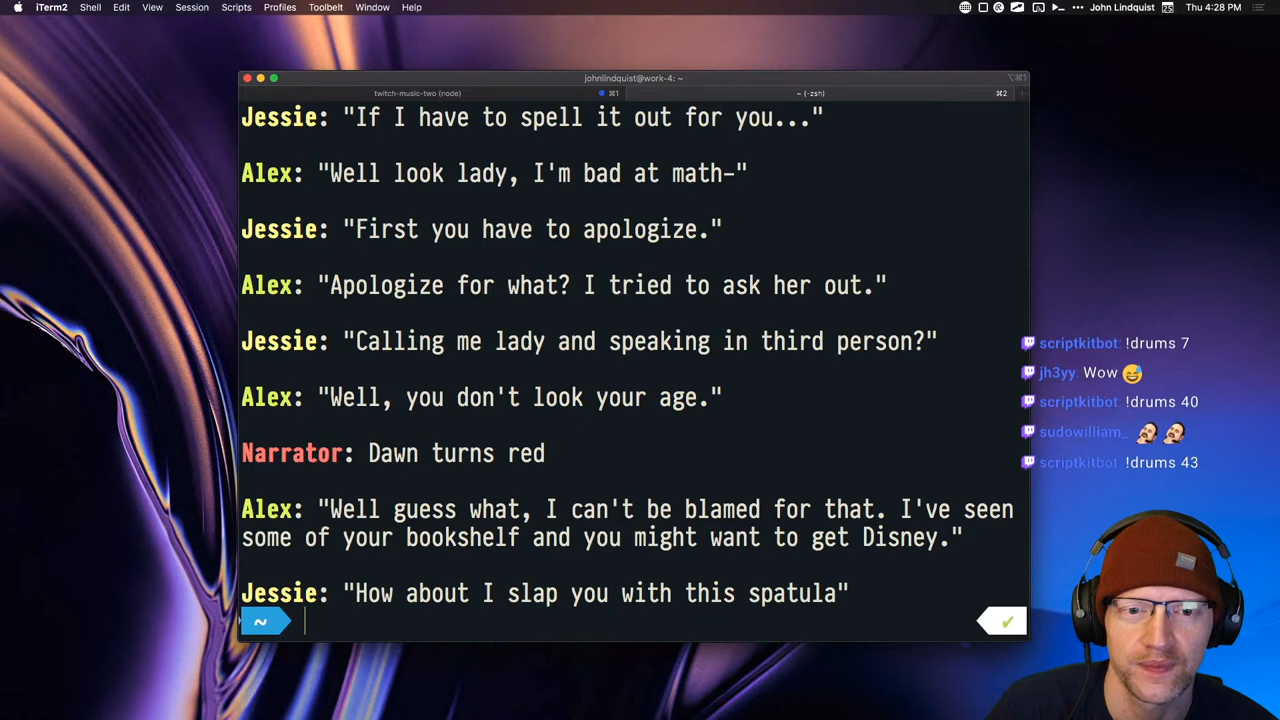 iTerm2 Shell Edit View Session Scripts Profiles Toolbelt Window Help John Lindquist 25 Thu 4:28 PM
johnlindquist@work-4: ~ ⌥⌘1
twitch-music-two (node) ⌘1 ~ (-zsh) ⌘2 +
Jessie: "If I have to spell it out for you..."
Alex: "Well look lady, I'm bad at math-"
Jessie: "First you have to apologize."
Alex: "Apologize for what? I tried to ask her out."
Jessie: "Calling me lady and speaking in third person?"
Alex: "Well, you don't look your age."
Narrator: Dawn turns red
Alex: "Well guess what, I can't be blamed for that. I've seen
some of your bookshelf and you might want to get Disney."
Jessie: "How about I slap you with this spatula"
~ ✔
scriptkitbot: !drums 7
jh3yy: Wow 😅
scriptkitbot: !drums 40
sudowilliam_:
scriptkitbot: !drums 43